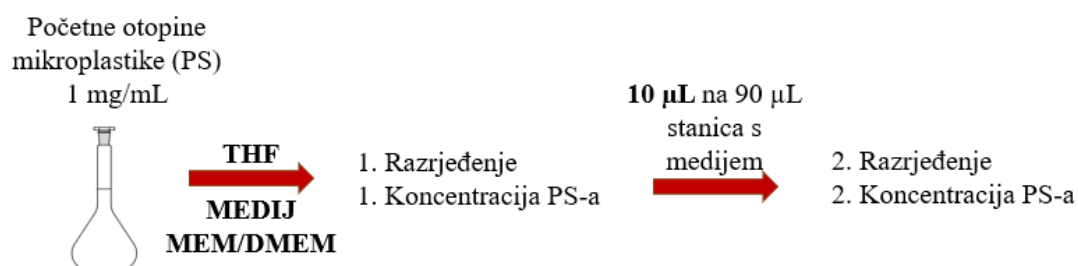 Početne otopine
mikroplastike (PS)
1 mg/mL
THF
MEDIJ
MEM/DMEM
1. Razrjeđenje
1. Koncentracija PS-a
10 µL na 90 µL
stanica s
medijem
2. Razrjeđenje
2. Koncentracija PS-a